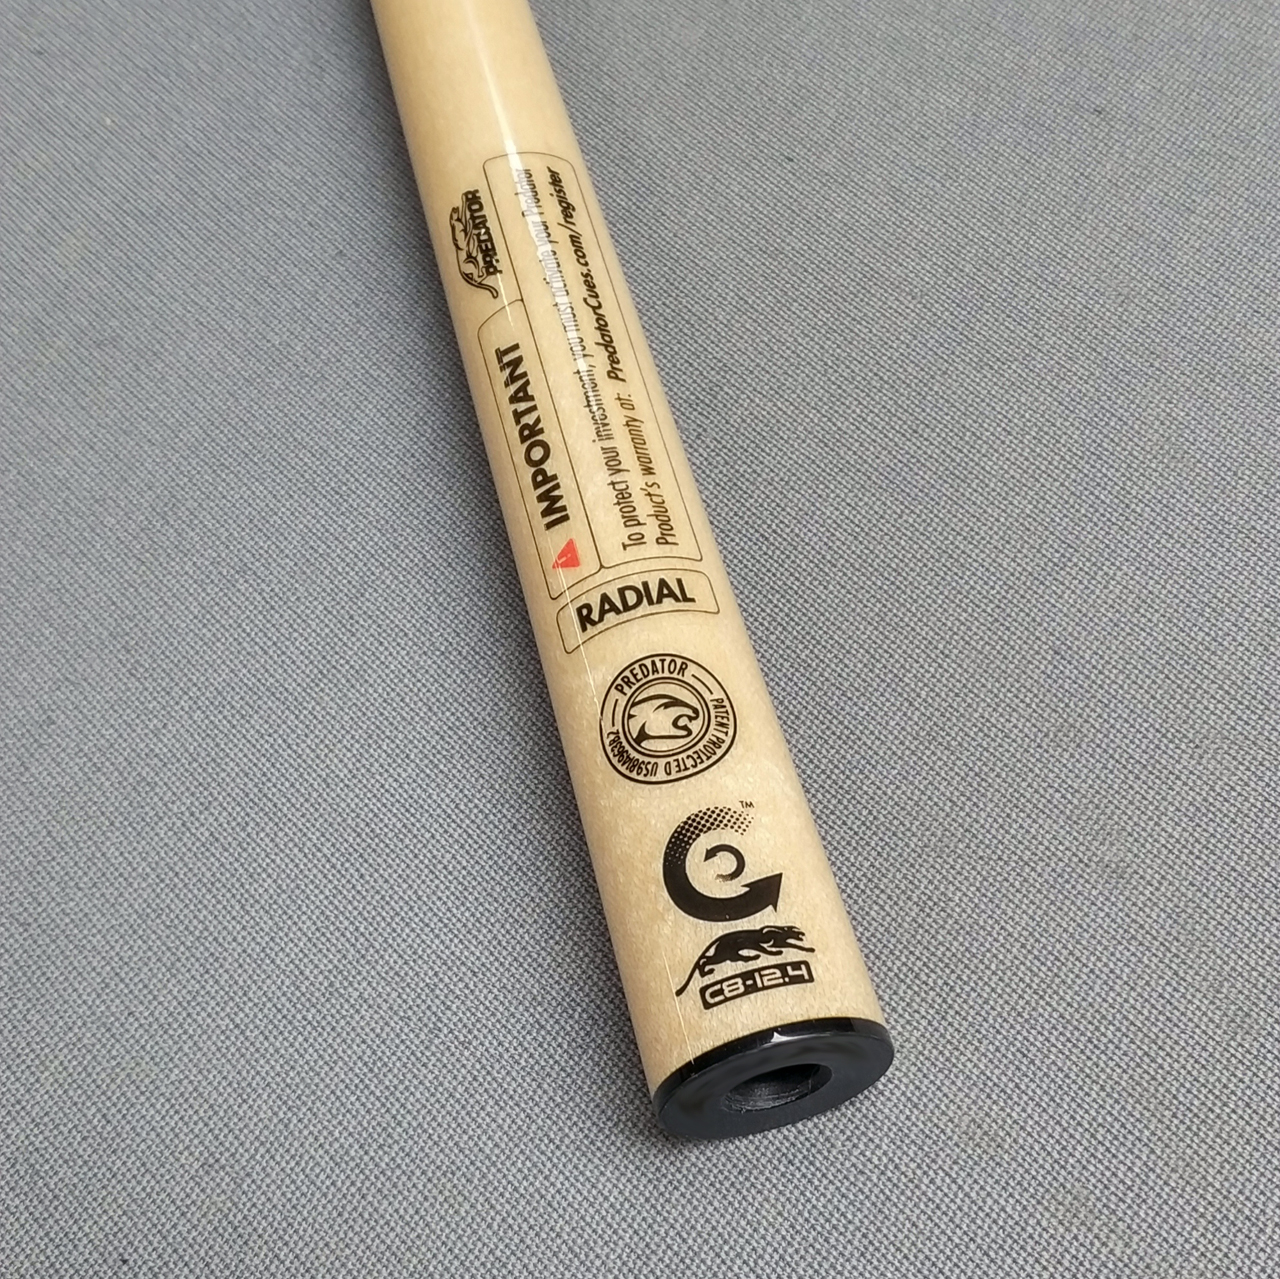 PREDATOR
IMPORTANT
To protect your investment, you must activate your Predator
Product's warranty at: PredatorCues.com/register
RADIAL
PREDATOR
PATENT PROTECTED US9814963B2
TM
C8-12.4